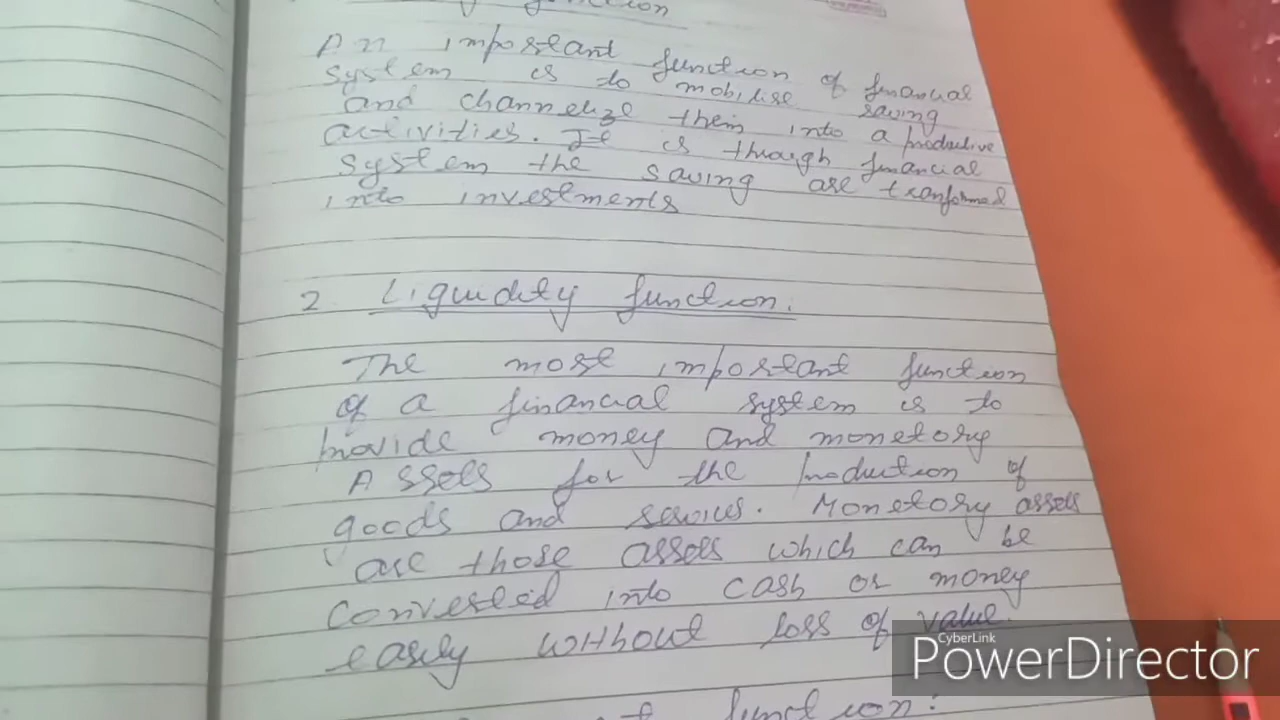 function
An important function of financial
system is to mobilise saving
and channelize them into a productive
activities. It is through financial
system the saving are tranformed
into investments
2 Liquidity function.
The most important function
of a financial system is to
provide money and monetory
Assets for the production of
goods and services. Monetory assets
are those assets which can be
converted into cash or money
easily without loss of value.
function:
CyberLink
PowerDirector